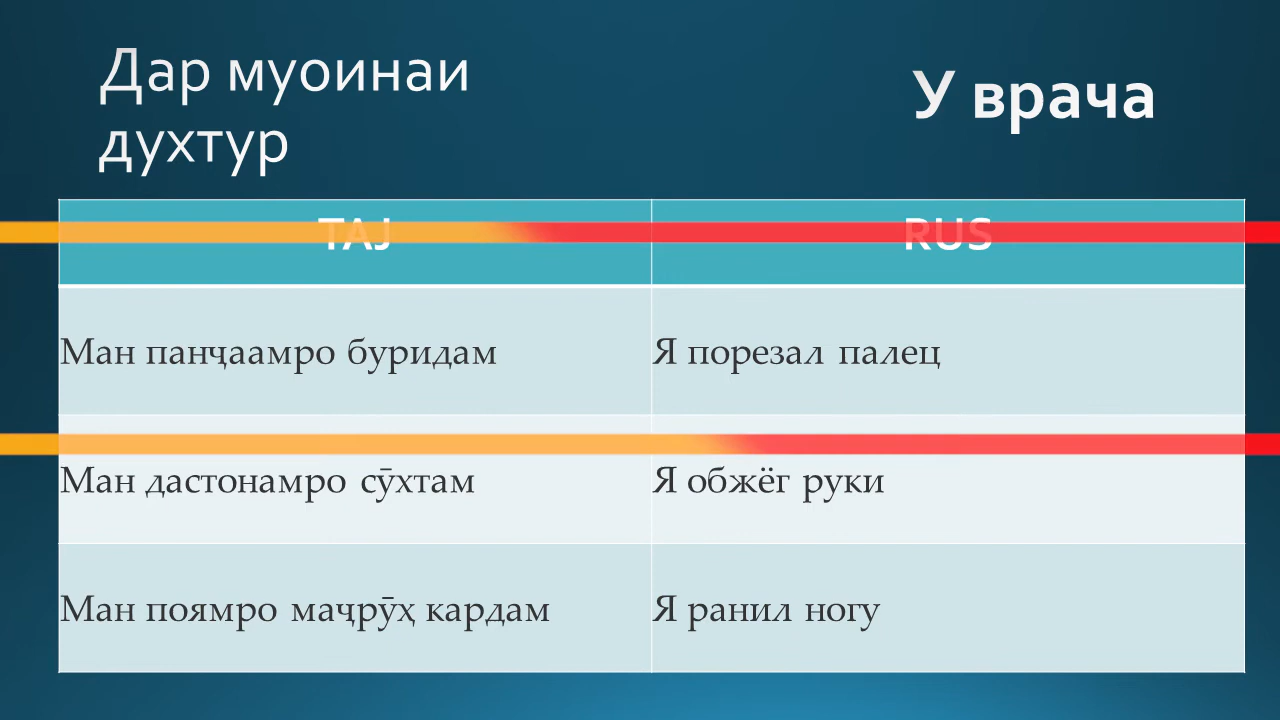 Дар муоинаи
духтур
У врача
TAJ
RUS
Ман панҷаамро буридам
Я порезал палец
Ман дастонамро сӯхтам
Я обжёг руки
Ман поямро маҷрӯҳ кардам
Я ранил ногу